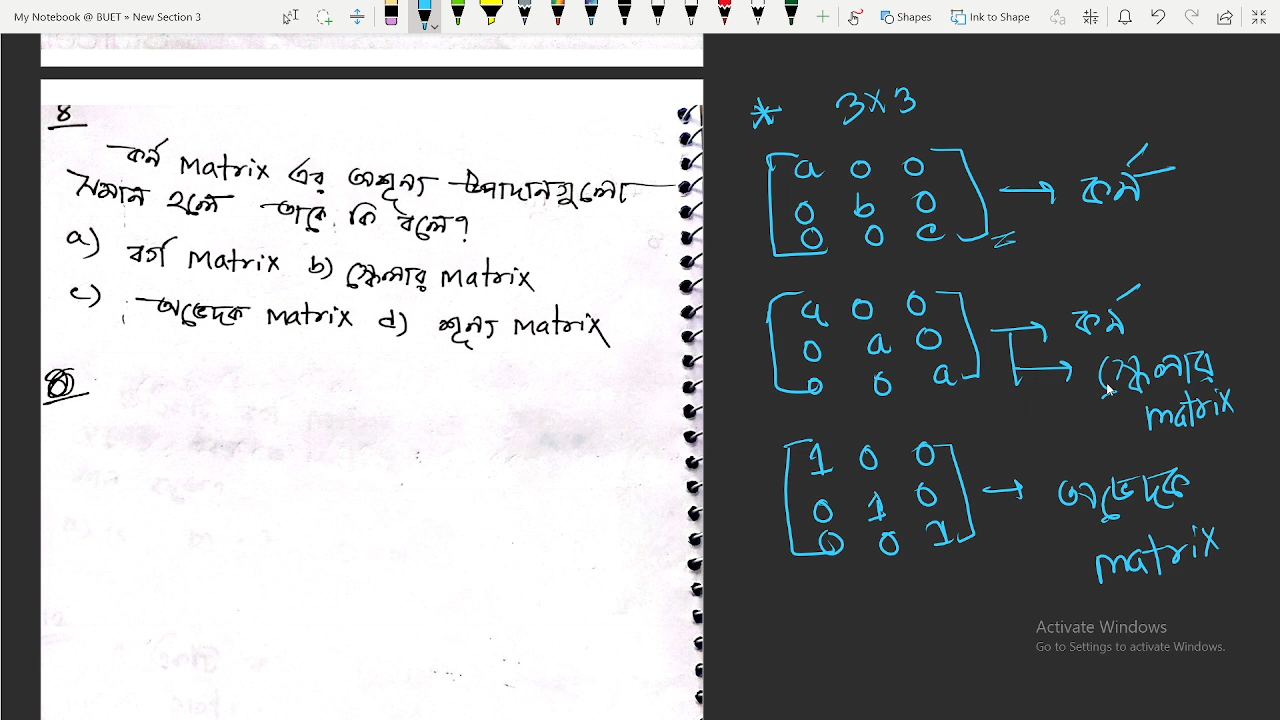 My Notebook @ BUET » New Section 3
Shapes
Ink to Shape
৪
কর্ন Matrix এর অশূন্য উপাদানগুলো
সমান হলে তাকে কি বলে?
a) বর্গ Matrix b) স্কেলার Matrix
c) অভেদক Matrix d) শূন্য Matrix
* 3×3
a 0 0
0 b 0
0 0 c
→ কর্ন
a 0 0
0 a 0
0 0 a
→ কর্ন
→ স্কেলার
matrix
1 0 0
0 1 0
0 0 1
→ অভেদক
matrix
Activate Windows
Go to Settings to activate Windows.